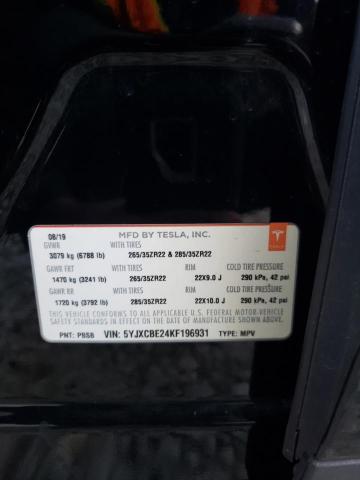 08/19 MFD BY TESLA, INC.
GVWR WITH TIRES
3079 kg (6788 lb) 265/35ZR22 & 285/35ZR22
GAWR FRT WITH TIRES RIM COLD TIRE PRESSURE
1470 kg (3241 lb) 265/35ZR22 22X9.0 J 290 kPa, 42 psi
GAWR RR WITH TIRES RIM COLD TIRE PRESSURE
1720 kg (3792 lb) 285/35ZR22 22X10.0 J 290 kPa, 42 psi
THIS VEHICLE CONFORMS TO ALL APPLICABLE U.S. FEDERAL MOTOR-VEHICLE
SAFETY STANDARDS IN EFFECT ON THE DATE OF MANUFACTURE SHOWN ABOVE.
PNT: PBSB VIN: 5YJXCBE24KF196931 TYPE: MPV